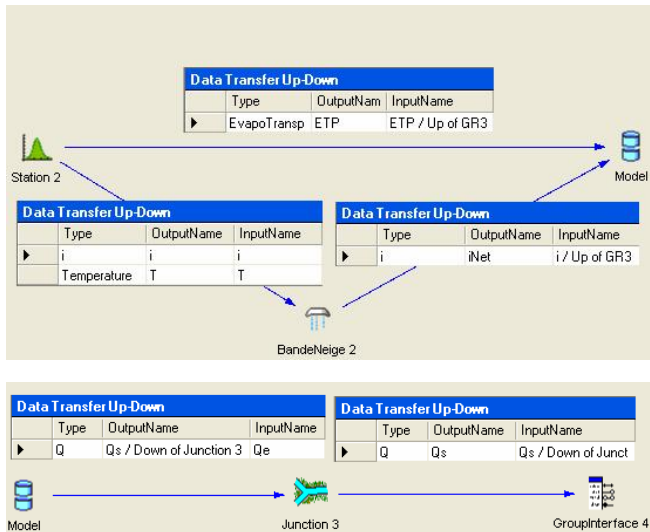 Data Transfer Up-Down
Type OutputNam InputName
EvapoTransp ETP ETP / Up of GR3
Station 2
Model
Data Transfer Up-Down
Type OutputName InputName
i i i
Temperature T T
Data Transfer Up-Down
Type OutputName InputName
i iNet i / Up of GR3
BandeNeige 2
Data Transfer Up-Down
Type OutputName InputName
Q Qs / Down of Junction 3 Qe
Data Transfer Up-Down
Type OutputName InputName
Q Qs Qs / Down of Junct
Model
Junction 3
GroupInterface 4